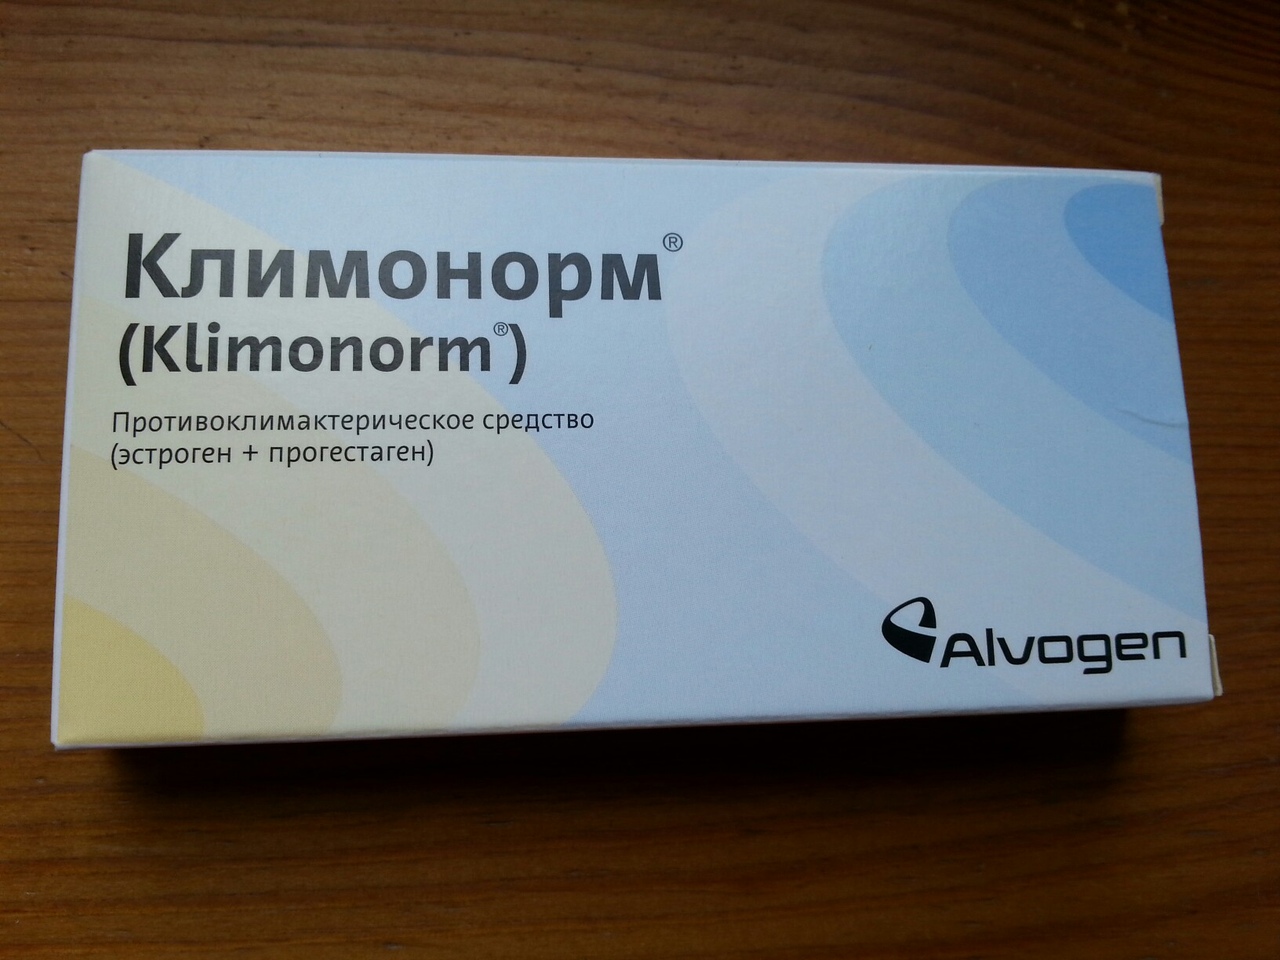 Климонорм®
(Klimonorm®)
Противоклимактерическое средство
(эстроген + прогестаген)
Alvogen